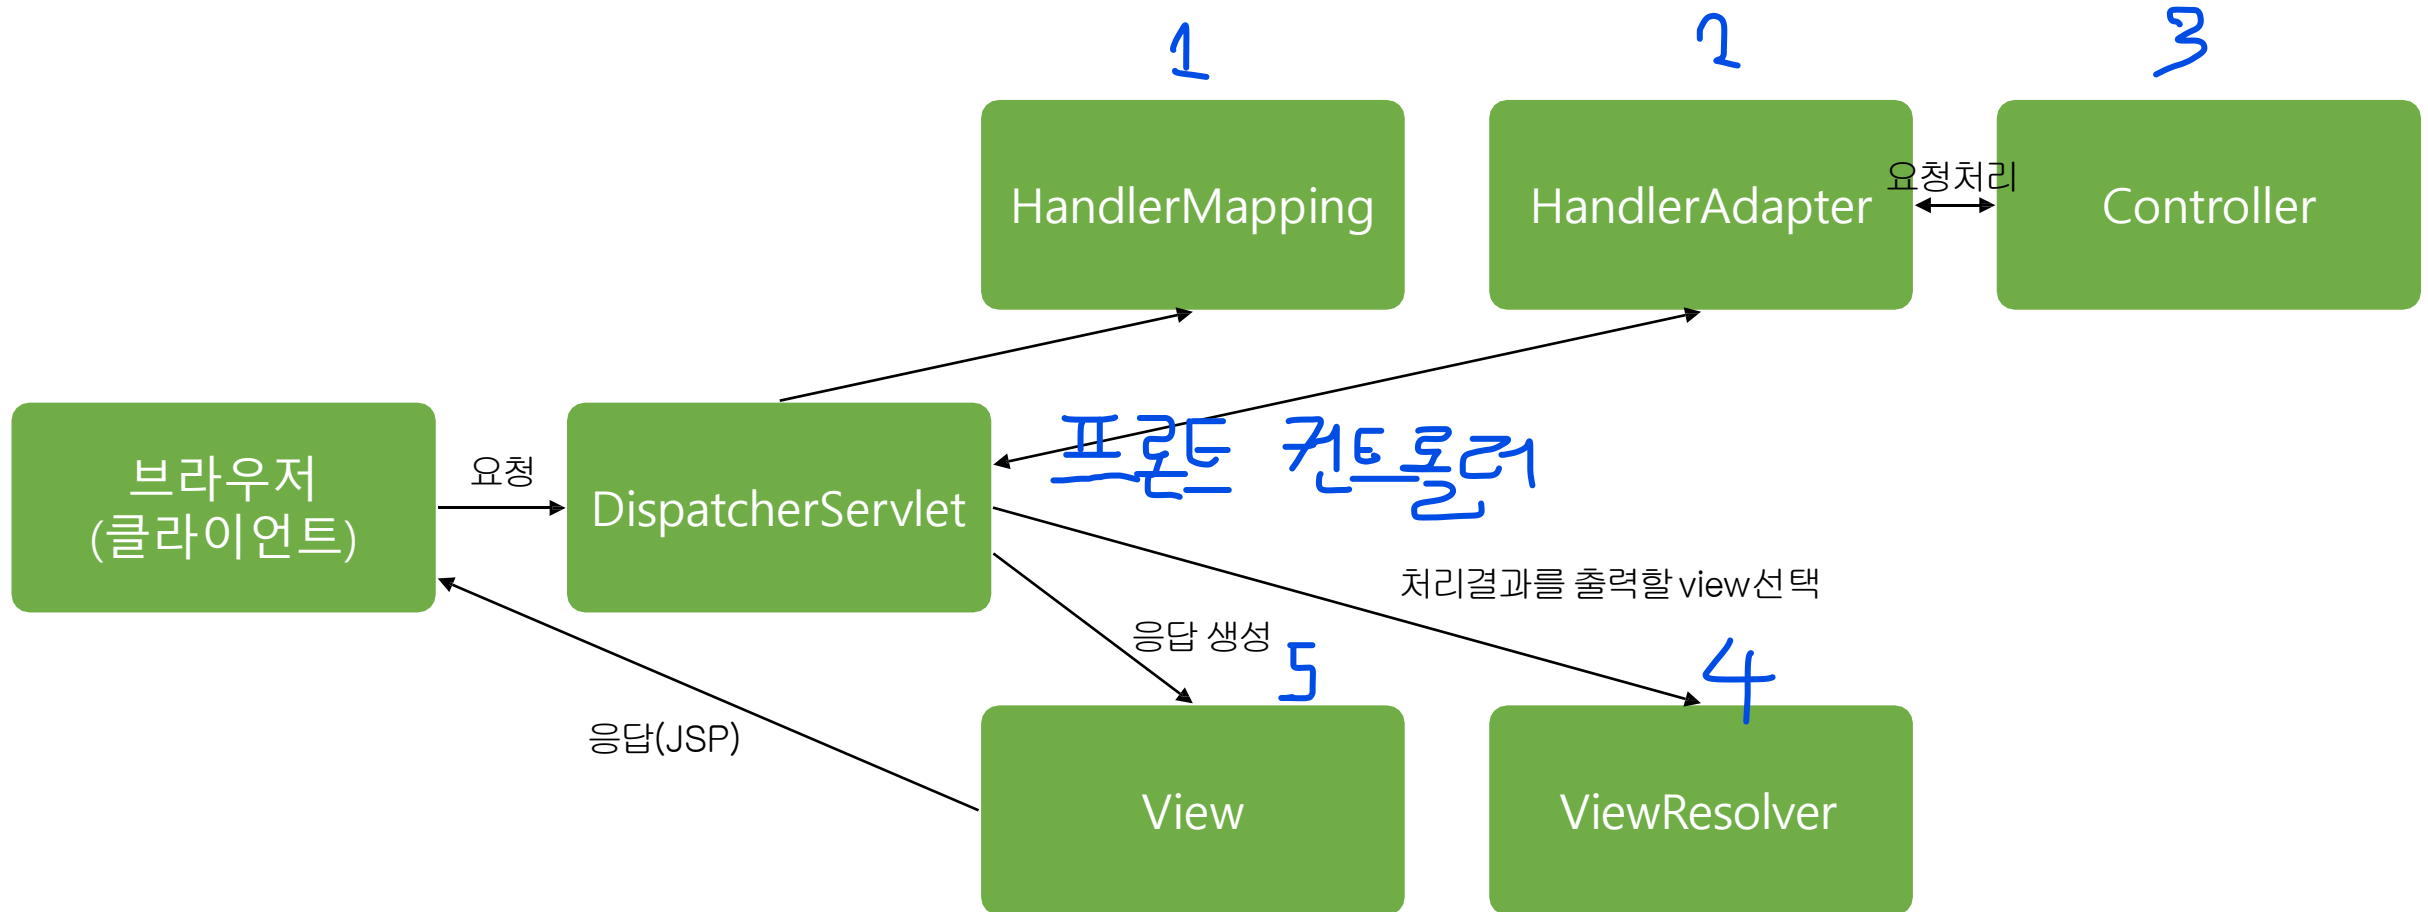 1
2
3
HandlerMapping
HandlerAdapter
요청처리
Controller
프론트 컨트롤러
브라우저
(클라이언트)
요청
DispatcherServlet
처리결과를 출력할 view선택
응답 생성
5
4
응답(JSP)
View
ViewResolver